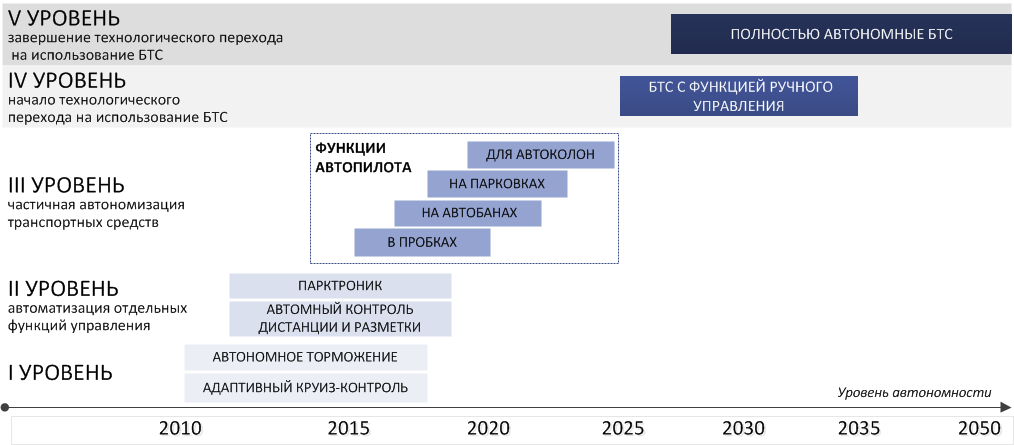 V УРОВЕНЬ
завершение технологического перехода
на использование БТС
ПОЛНОСТЬЮ АВТОНОМНЫЕ БТС
IV УРОВЕНЬ
начало технологического
перехода на использование БТС
БТС С ФУНКЦИЕЙ РУЧНОГО
УПРАВЛЕНИЯ
ФУНКЦИИ
АВТОПИЛОТА
ДЛЯ АВТОКОЛОН
НА ПАРКОВКАХ
НА АВТОБАНАХ
В ПРОБКАХ
III УРОВЕНЬ
частичная автономизация
транспортных средств
II УРОВЕНЬ
автоматизация отдельных
функций управления
ПАРКТРОНИК
АВТОМНЫЙ КОНТРОЛЬ
ДИСТАНЦИИ И РАЗМЕТКИ
I УРОВЕНЬ
АВТОНОМНОЕ ТОРМОЖЕНИЕ
АДАПТИВНЫЙ КРУИЗ-КОНТРОЛЬ
Уровень автономности
2010 2015 2020 2025 2030 2035 2050